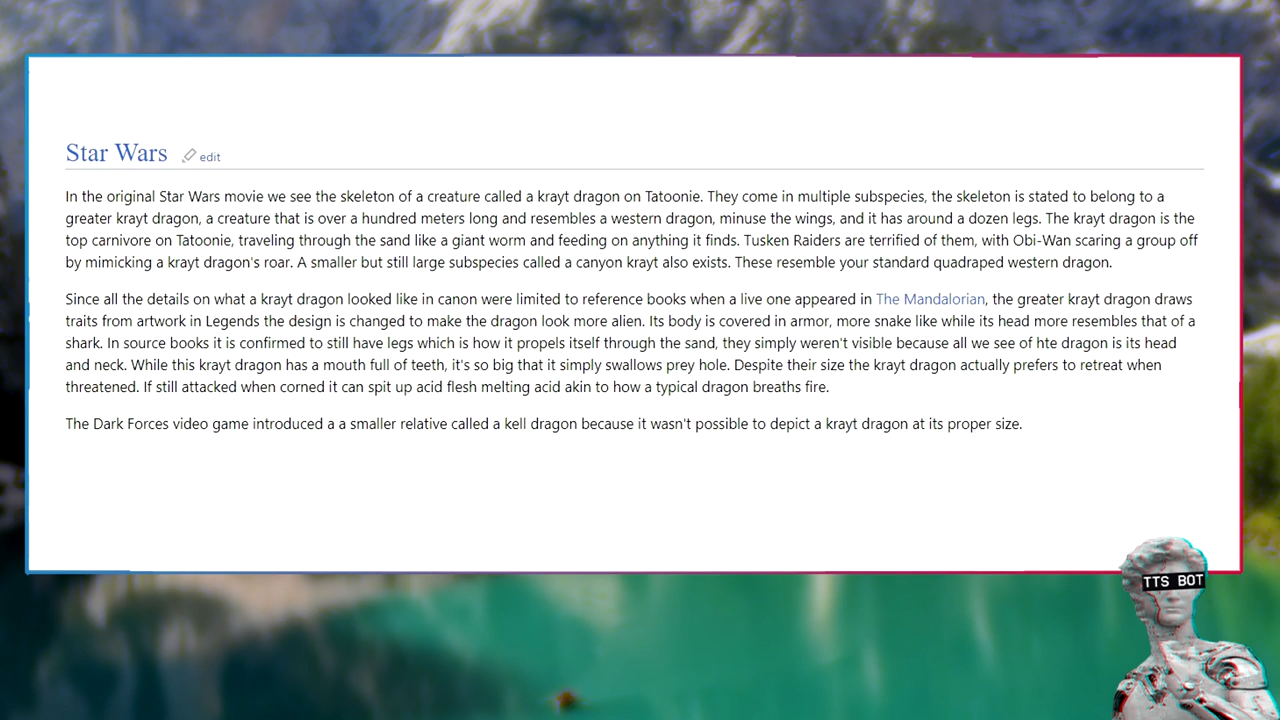 Star Wars edit
In the original Star Wars movie we see the skeleton of a creature called a krayt dragon on Tatoonie. They come in multiple subspecies, the skeleton is stated to belong to a
greater krayt dragon, a creature that is over a hundred meters long and resembles a western dragon, minuse the wings, and it has around a dozen legs. The krayt dragon is the
top carnivore on Tatoonie, traveling through the sand like a giant worm and feeding on anything it finds. Tusken Raiders are terrified of them, with Obi-Wan scaring a group off
by mimicking a krayt dragon's roar. A smaller but still large subspecies called a canyon krayt also exists. These resemble your standard quadraped western dragon.
Since all the details on what a krayt dragon looked like in canon were limited to reference books when a live one appeared in The Mandalorian, the greater krayt dragon draws
traits from artwork in Legends the design is changed to make the dragon look more alien. Its body is covered in armor, more snake like while its head more resembles that of a
shark. In source books it is confirmed to still have legs which is how it propels itself through the sand, they simply weren't visible because all we see of hte dragon is its head
and neck. While this krayt dragon has a mouth full of teeth, it's so big that it simply swallows prey hole. Despite their size the krayt dragon actually prefers to retreat when
threatened. If still attacked when corned it can spit up acid flesh melting acid akin to how a typical dragon breaths fire.
The Dark Forces video game introduced a a smaller relative called a kell dragon because it wasn't possible to depict a krayt dragon at its proper size.
TTS BOT